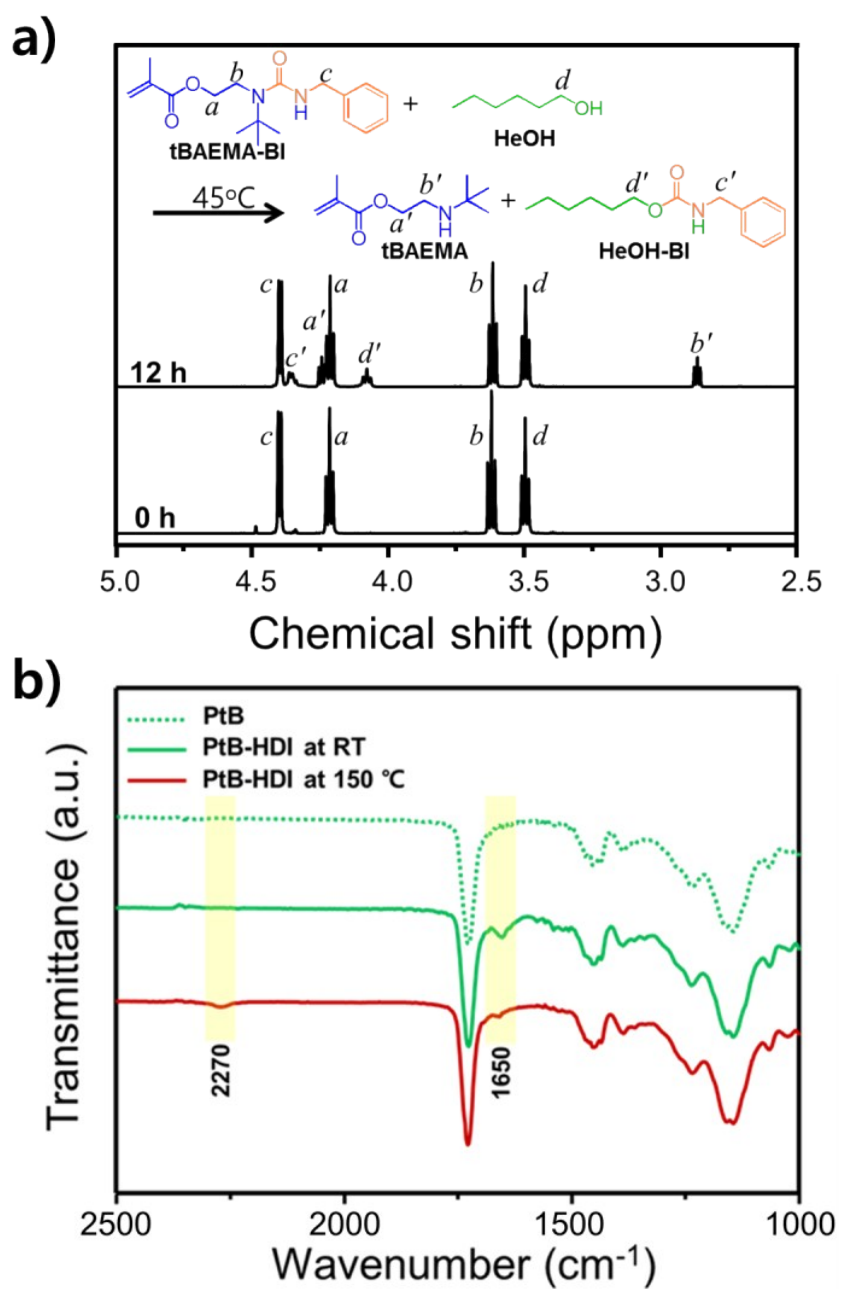 a)
b
c
O
O
N
N
H
O
a
+
d
OH
HeOH
tBAEMA-BI
45°C
b'
O
O
a'
N
H
tBAEMA
+
d'
O
O
N
H
c'
HeOH-BI
c
c'
a'
a
d'
b
d
b'
12 h
c
a
b
d
0 h
5.0 4.5 4.0 3.5 3.0 2.5
Chemical shift (ppm)
b)
PtB
PtB-HDI at RT
PtB-HDI at 150 ℃
Transmittance (a.u.)
2270
1650
2500 2000 1500 1000
Wavenumber (cm⁻¹)